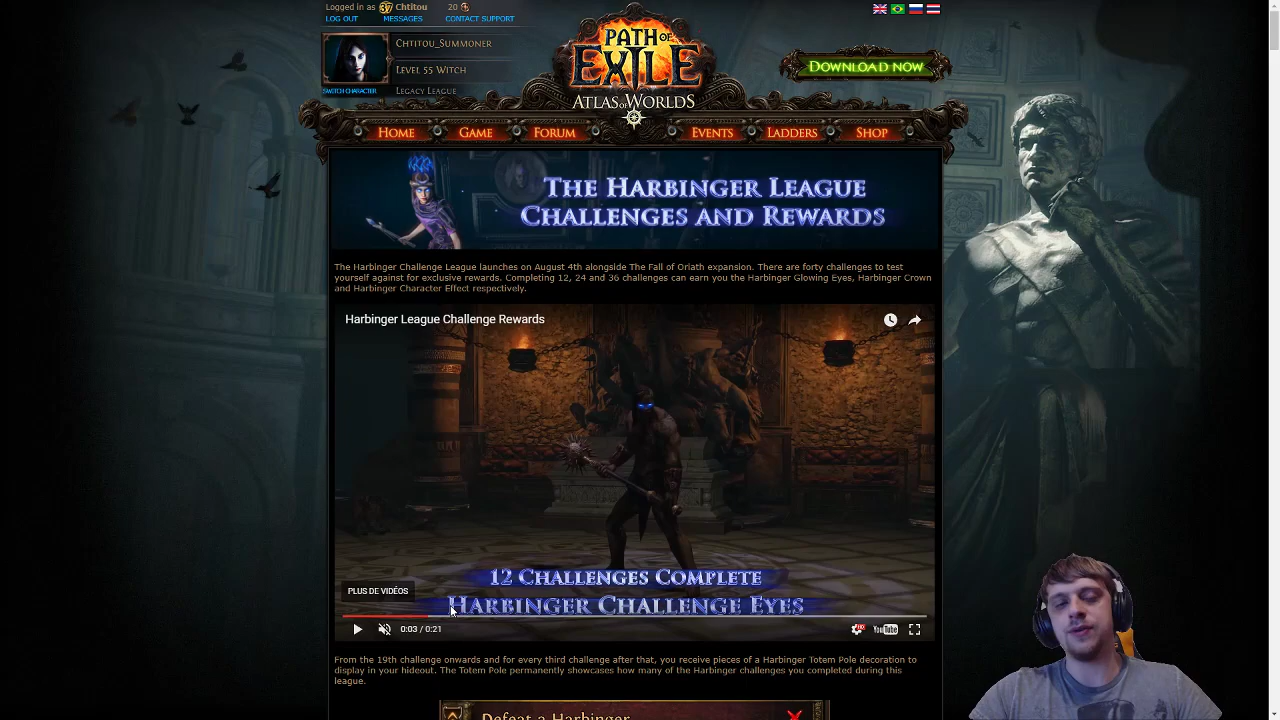 Logged in as 37 Chtitou 20
LOG OUT MESSAGES CONTACT SUPPORT
CHTITOU_SUMMONER
LEVEL 55 WITCH
SWITCH CHARACTER LEGACY LEAGUE
PATH OF
EXILE
ATLAS OF WORLDS
DOWNLOAD NOW
HOME GAME FORUM EVENTS LADDERS SHOP
THE HARBINGER LEAGUE
CHALLENGES AND REWARDS
The Harbinger Challenge League launches on August 4th alongside The Fall of Oriath expansion. There are forty challenges to test
yourself against for exclusive rewards. Completing 12, 24 and 36 challenges can earn you the Harbinger Glowing Eyes, Harbinger Crown
and Harbinger Character Effect respectively.
Harbinger League Challenge Rewards
12 CHALLENGES COMPLETE
HARBINGER CHALLENGE EYES
PLUS DE VIDÉOS
0:03 / 0:21 HD YouTube
From the 19th challenge onwards and for every third challenge after that, you receive pieces of a Harbinger Totem Pole decoration to
display in your hideout. The Totem Pole permanently showcases how many of the Harbinger challenges you completed during this
league.
Defeat a Harbinger